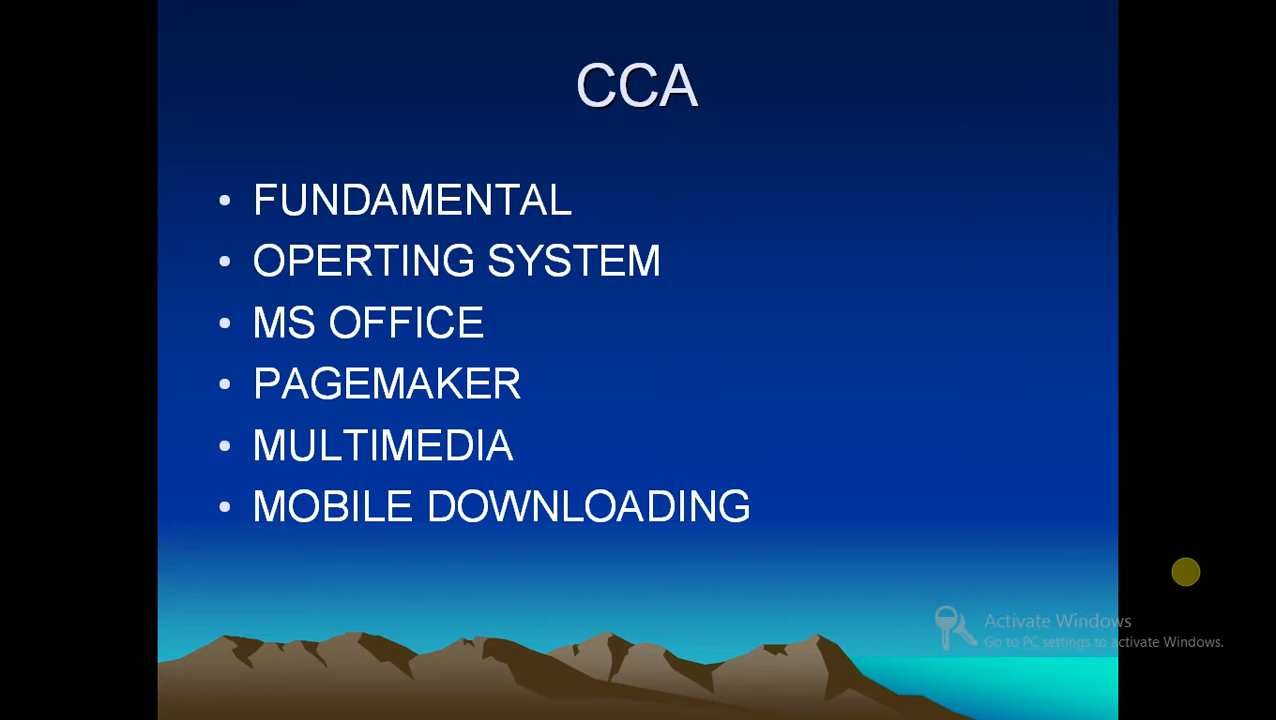 CCA
• FUNDAMENTAL
• OPERTING SYSTEM
• MS OFFICE
• PAGEMAKER
• MULTIMEDIA
• MOBILE DOWNLOADING
Activate Windows
Go to PC settings to activate Windows.